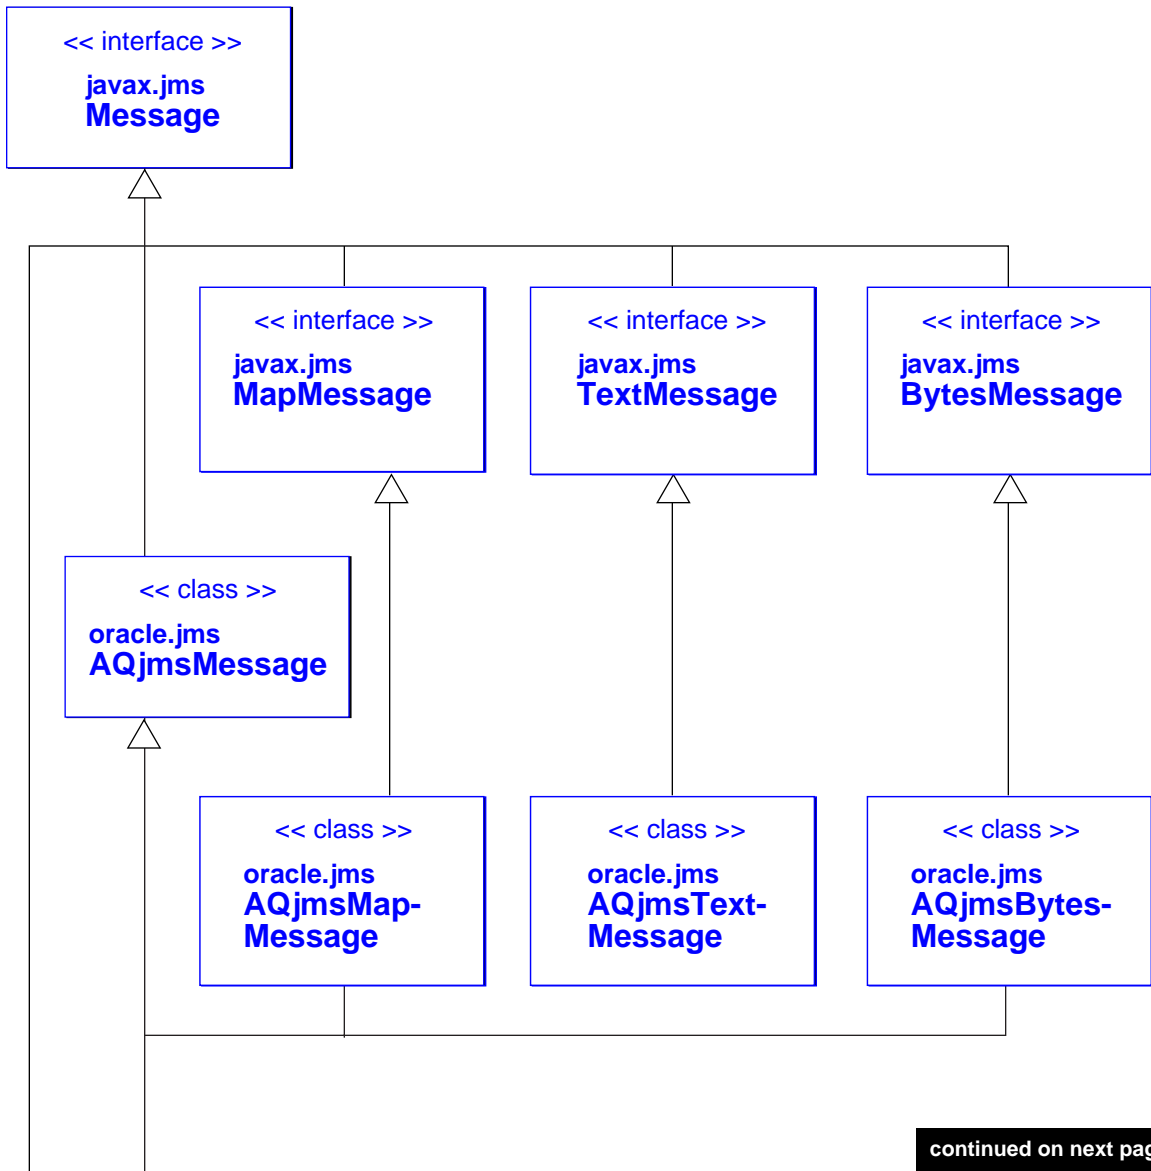 << interface >>
javax.jms
Message
<< interface >>
javax.jms
MapMessage
<< interface >>
javax.jms
TextMessage
<< interface >>
javax.jms
BytesMessage
<< class >>
oracle.jms
AQjmsMessage
<< class >>
oracle.jms
AQjmsMap-
Message
<< class >>
oracle.jms
AQjmsText-
Message
<< class >>
oracle.jms
AQjmsBytes-
Message
continued on next pag